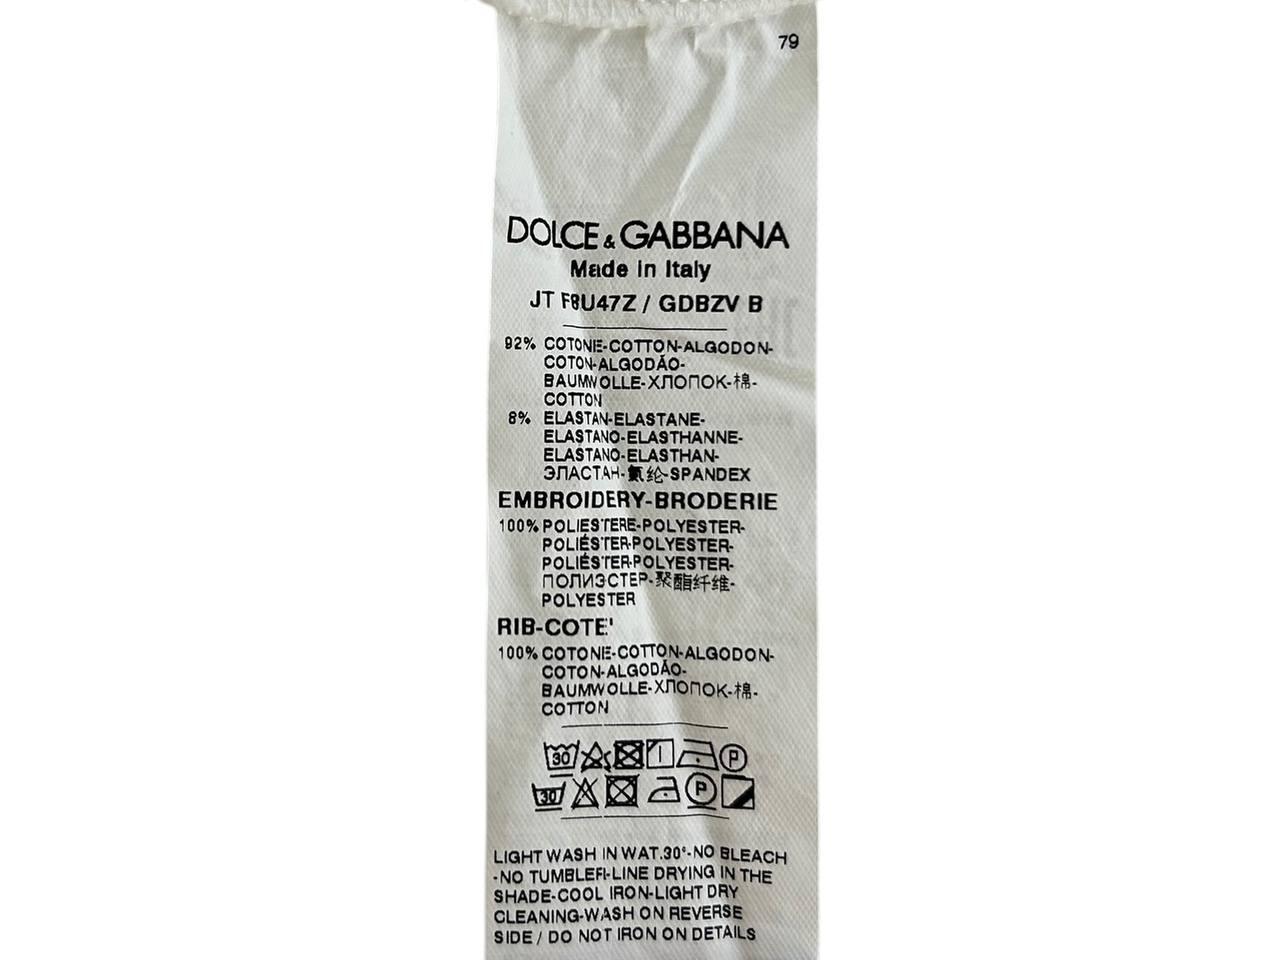 79
DOLCE & GABBANA
Made in Italy
JT F8U47Z / GDBZV B
92% COTONE-COTTON-ALGODON-
COTON-ALGODÃO-
BAUMWOLLE-ХЛОПОК-棉-
COTTON
8% ELASTAN-ELASTANE-
ELASTANO-ELASTHANNE-
ELASTANO-ELASTHAN-
ЭЛАСТАН-氨纶-SPANDEX
EMBROIDERY-BRODERIE
100% POLIESTERE-POLYESTER-
POLIÉSTER-POLYESTER-
POLIÉSTER-POLYESTER-
ПОЛИЭСТЕР-聚酯纤维-
POLYESTER
RIB-COTE'
100% COTONE-COTTON-ALGODON-
COTON-ALGODÃO-
BAUMWOLLE-ХЛОПОК-棉-
COTTON
30 P
30 P
LIGHT WASH IN WAT.30°-NO BLEACH
-NO TUMBLER-LINE DRYING IN THE
SHADE-COOL IRON-LIGHT DRY
CLEANING-WASH ON REVERSE
SIDE / DO NOT IRON ON DETAILS